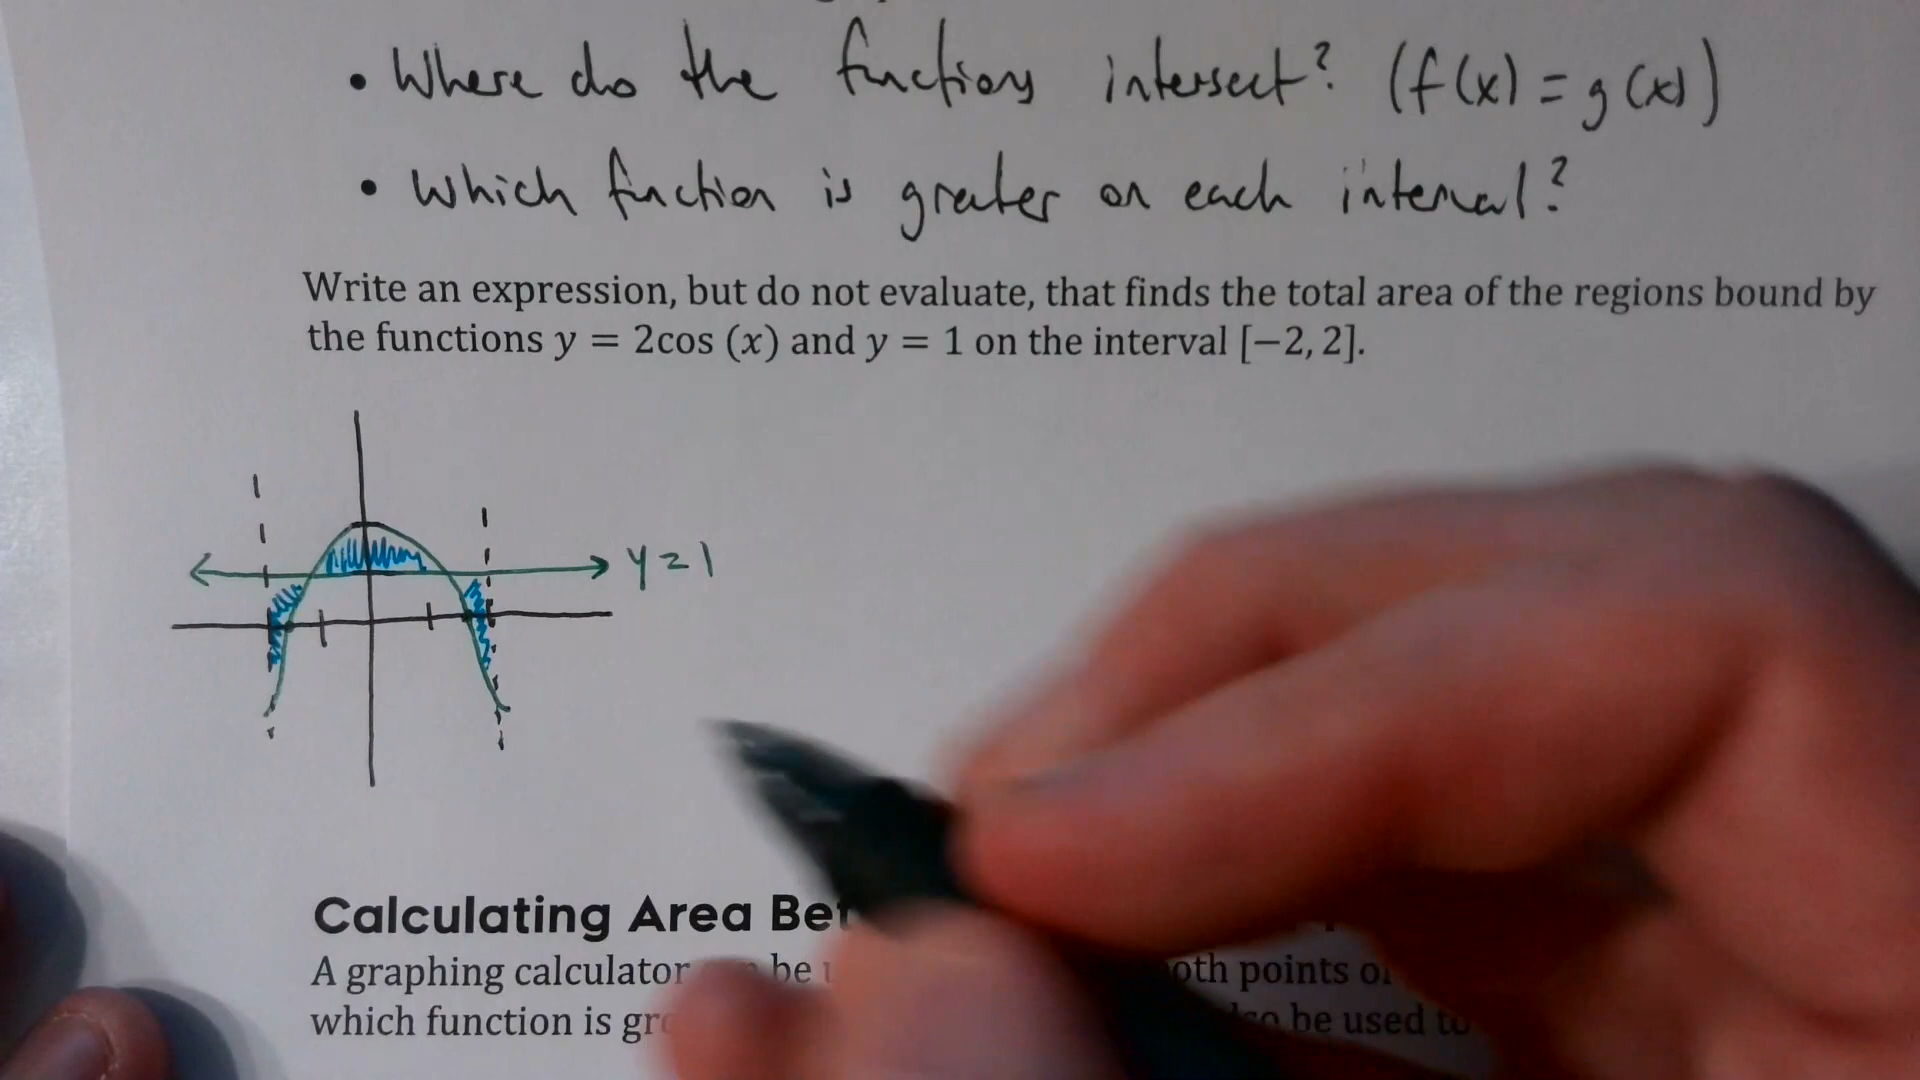 • Where do the functions intersect? (f(x) = g(x))
• Which function is greater on each interval?
Write an expression, but do not evaluate, that finds the total area of the regions bound by
the functions y = 2cos (x) and y = 1 on the interval [−2, 2].
y = 1
Calculating Area
A graphing calculator be oth points
which function is be used to